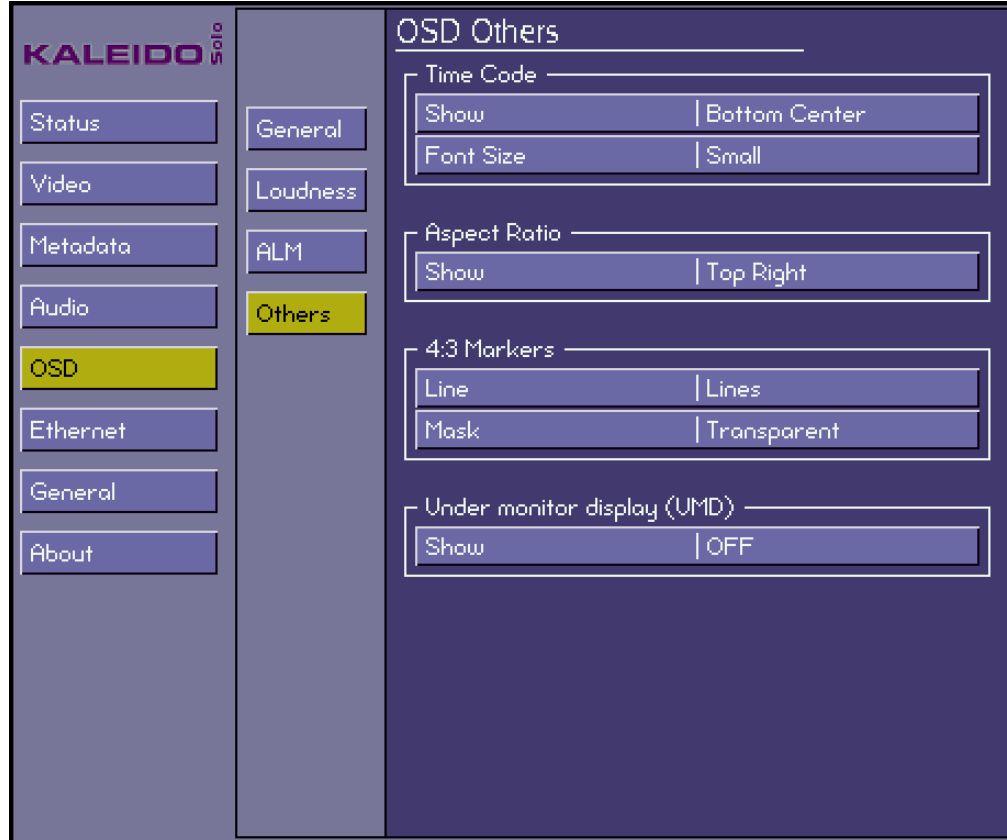 KALEIDO Solo
Status
Video
Metadata
Audio
OSD
Ethernet
General
About
General
Loudness
ALM
Others
OSD Others
Time Code
Show Bottom Center
Font Size Small
Aspect Ratio
Show Top Right
4:3 Markers
Line Lines
Mask Transparent
Under monitor display (UMD)
Show OFF